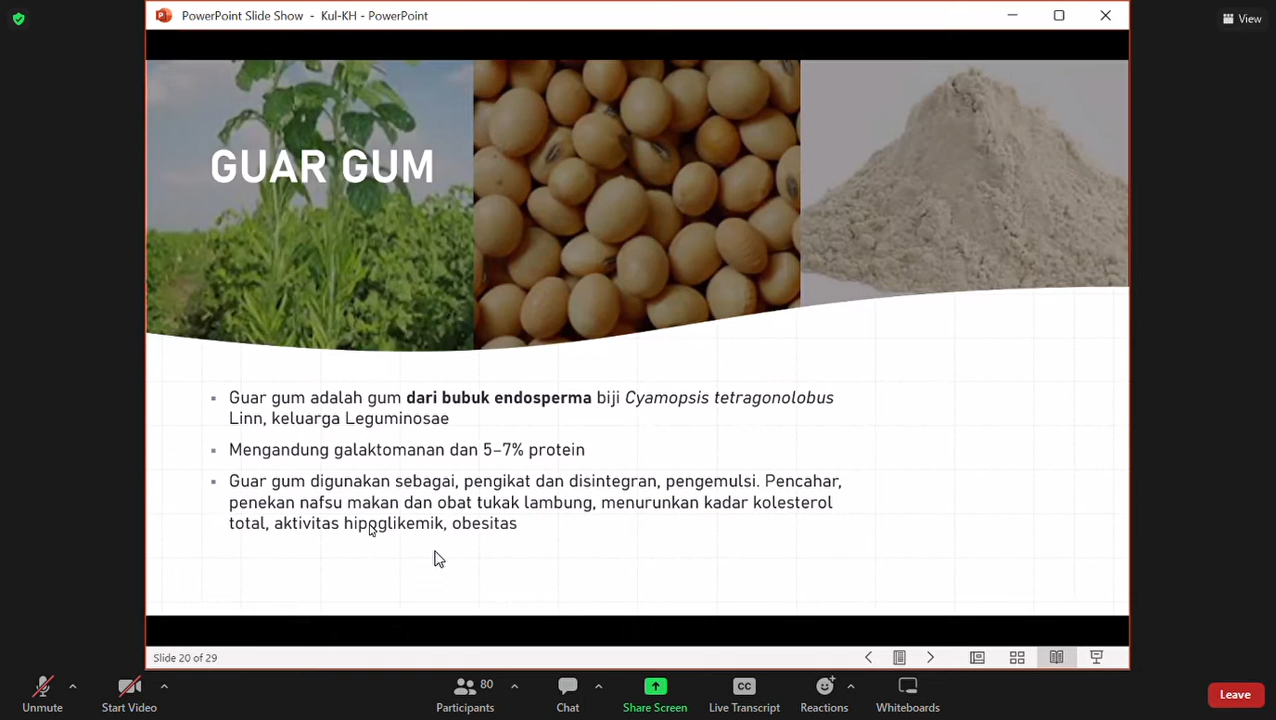 PowerPoint Slide Show - Kul-KH - PowerPoint
View
GUAR GUM
Guar gum adalah gum dari bubuk endosperma biji Cyamopsis tetragonolobus
Linn, keluarga Leguminosae
Mengandung galaktomanan dan 5–7% protein
Guar gum digunakan sebagai, pengikat dan disintegran, pengemulsi. Pencahar,
penekan nafsu makan dan obat tukak lambung, menurunkan kadar kolesterol
total, aktivitas hipoglikemik, obesitas
Slide 20 of 29
80
CC
Unmute
Start Video
Participants
Chat
Share Screen
Live Transcript
Reactions
Whiteboards
Leave